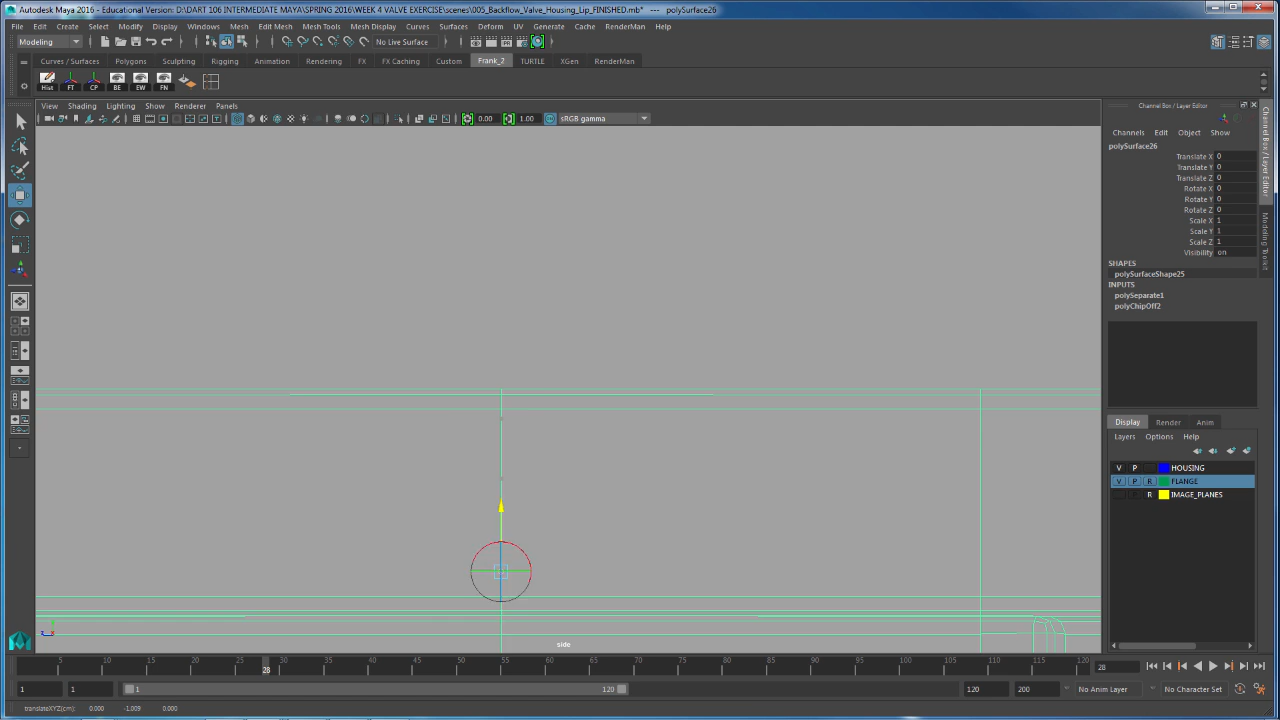 Autodesk Maya 2016 - Educational Version: D:\DART 106 INTERMEDIATE MAYA\SPRING 2016\WEEK 4 VALVE EXERCISE\scenes\005_Backflow_Valve_Housing_Lip_FINISHED.mb* --- polySurface26
File Edit Create Select Modify Display Windows Mesh Edit Mesh Mesh Tools Mesh Display Curves Surfaces Deform UV Generate Cache RenderMan Help
Modeling No Live Surface
Curves / Surfaces Polygons Sculpting Rigging Animation Rendering FX FX Caching Custom Frank_2 TURTLE XGen RenderMan
Hist FT CP BE EW FN
View Shading Lighting Show Renderer Panels
0.00 1.00 sRGB gamma
Channel Box / Layer Editor
Channels Edit Object Show
polySurface26
Translate X 0
Translate Y 0
Translate Z 0
Rotate X 0
Rotate Y 0
Rotate Z 0
Scale X 1
Scale Y 1
Scale Z 1
Visibility on
SHAPES
polySurfaceShape25
INPUTS
polySeparate1
polyChipOff2
Display Render Anim
Layers Options Help
V P HOUSING
V P R FLANGE
R IMAGE_PLANES
Channel Box / Layer Editor
Modeling Toolkit
side
5 10 15 20 25 30 35 40 45 50 55 60 65 70 75 80 85 90 95 100 105 110 115 120
28 28
1 1 1 120 120 200 No Anim Layer No Character Set
translateXYZ(cm): 0.000 -1.009 0.000